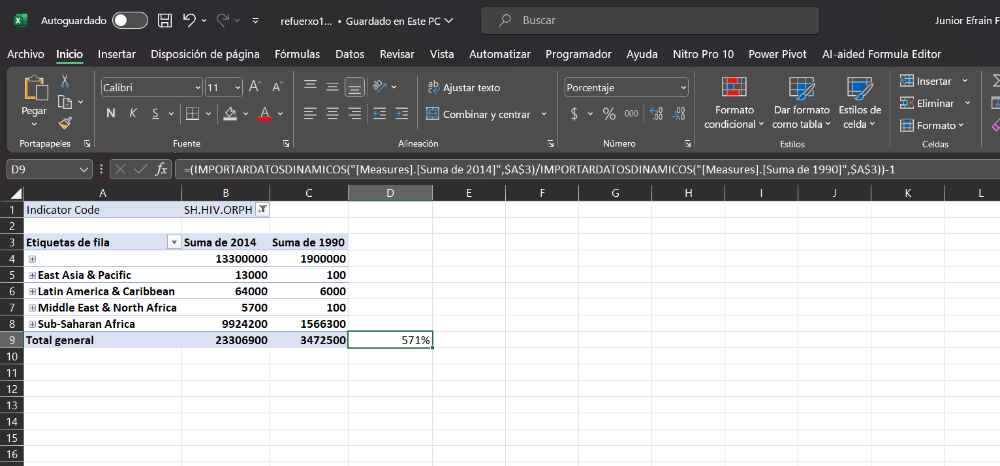 Autoguardado refuerxo1... • Guardado en Este PC Buscar Junior Efrain F
Archivo Inicio Insertar Disposición de página Fórmulas Datos Revisar Vista Automatizar Programador Ayuda Nitro Pro 10 Power Pivot AI-aided Formula Editor
Pegar
Portapapeles
Calibri 11
N K S
Fuente
Ajustar texto
Combinar y centrar
Alineación
Porcentaje
$ % 000
Número
Formato condicional
Dar formato como tabla
Estilos de celda
Estilos
Insertar
Eliminar
Formato
Celdas
D9 fx =(IMPORTARDATOSDINAMICOS("[Measures].[Suma de 2014]",$A$3)/IMPORTARDATOSDINAMICOS("[Measures].[Suma de 1990]",$A$3))-1
A B C D E F G H I J K L
1 Indicator Code SH.HIV.ORPH
2
3 Etiquetas de fila Suma de 2014 Suma de 1990
4 13300000 1900000
5 East Asia & Pacific 13000 100
6 Latin America & Caribbean 64000 6000
7 Middle East & North Africa 5700 100
8 Sub-Saharan Africa 9924200 1566300
9 Total general 23306900 3472500 571%
10
11
12
13
14
15
16